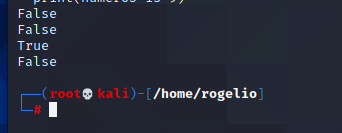 False
False
True
False
(root💀kali)-[/home/rogelio]
#